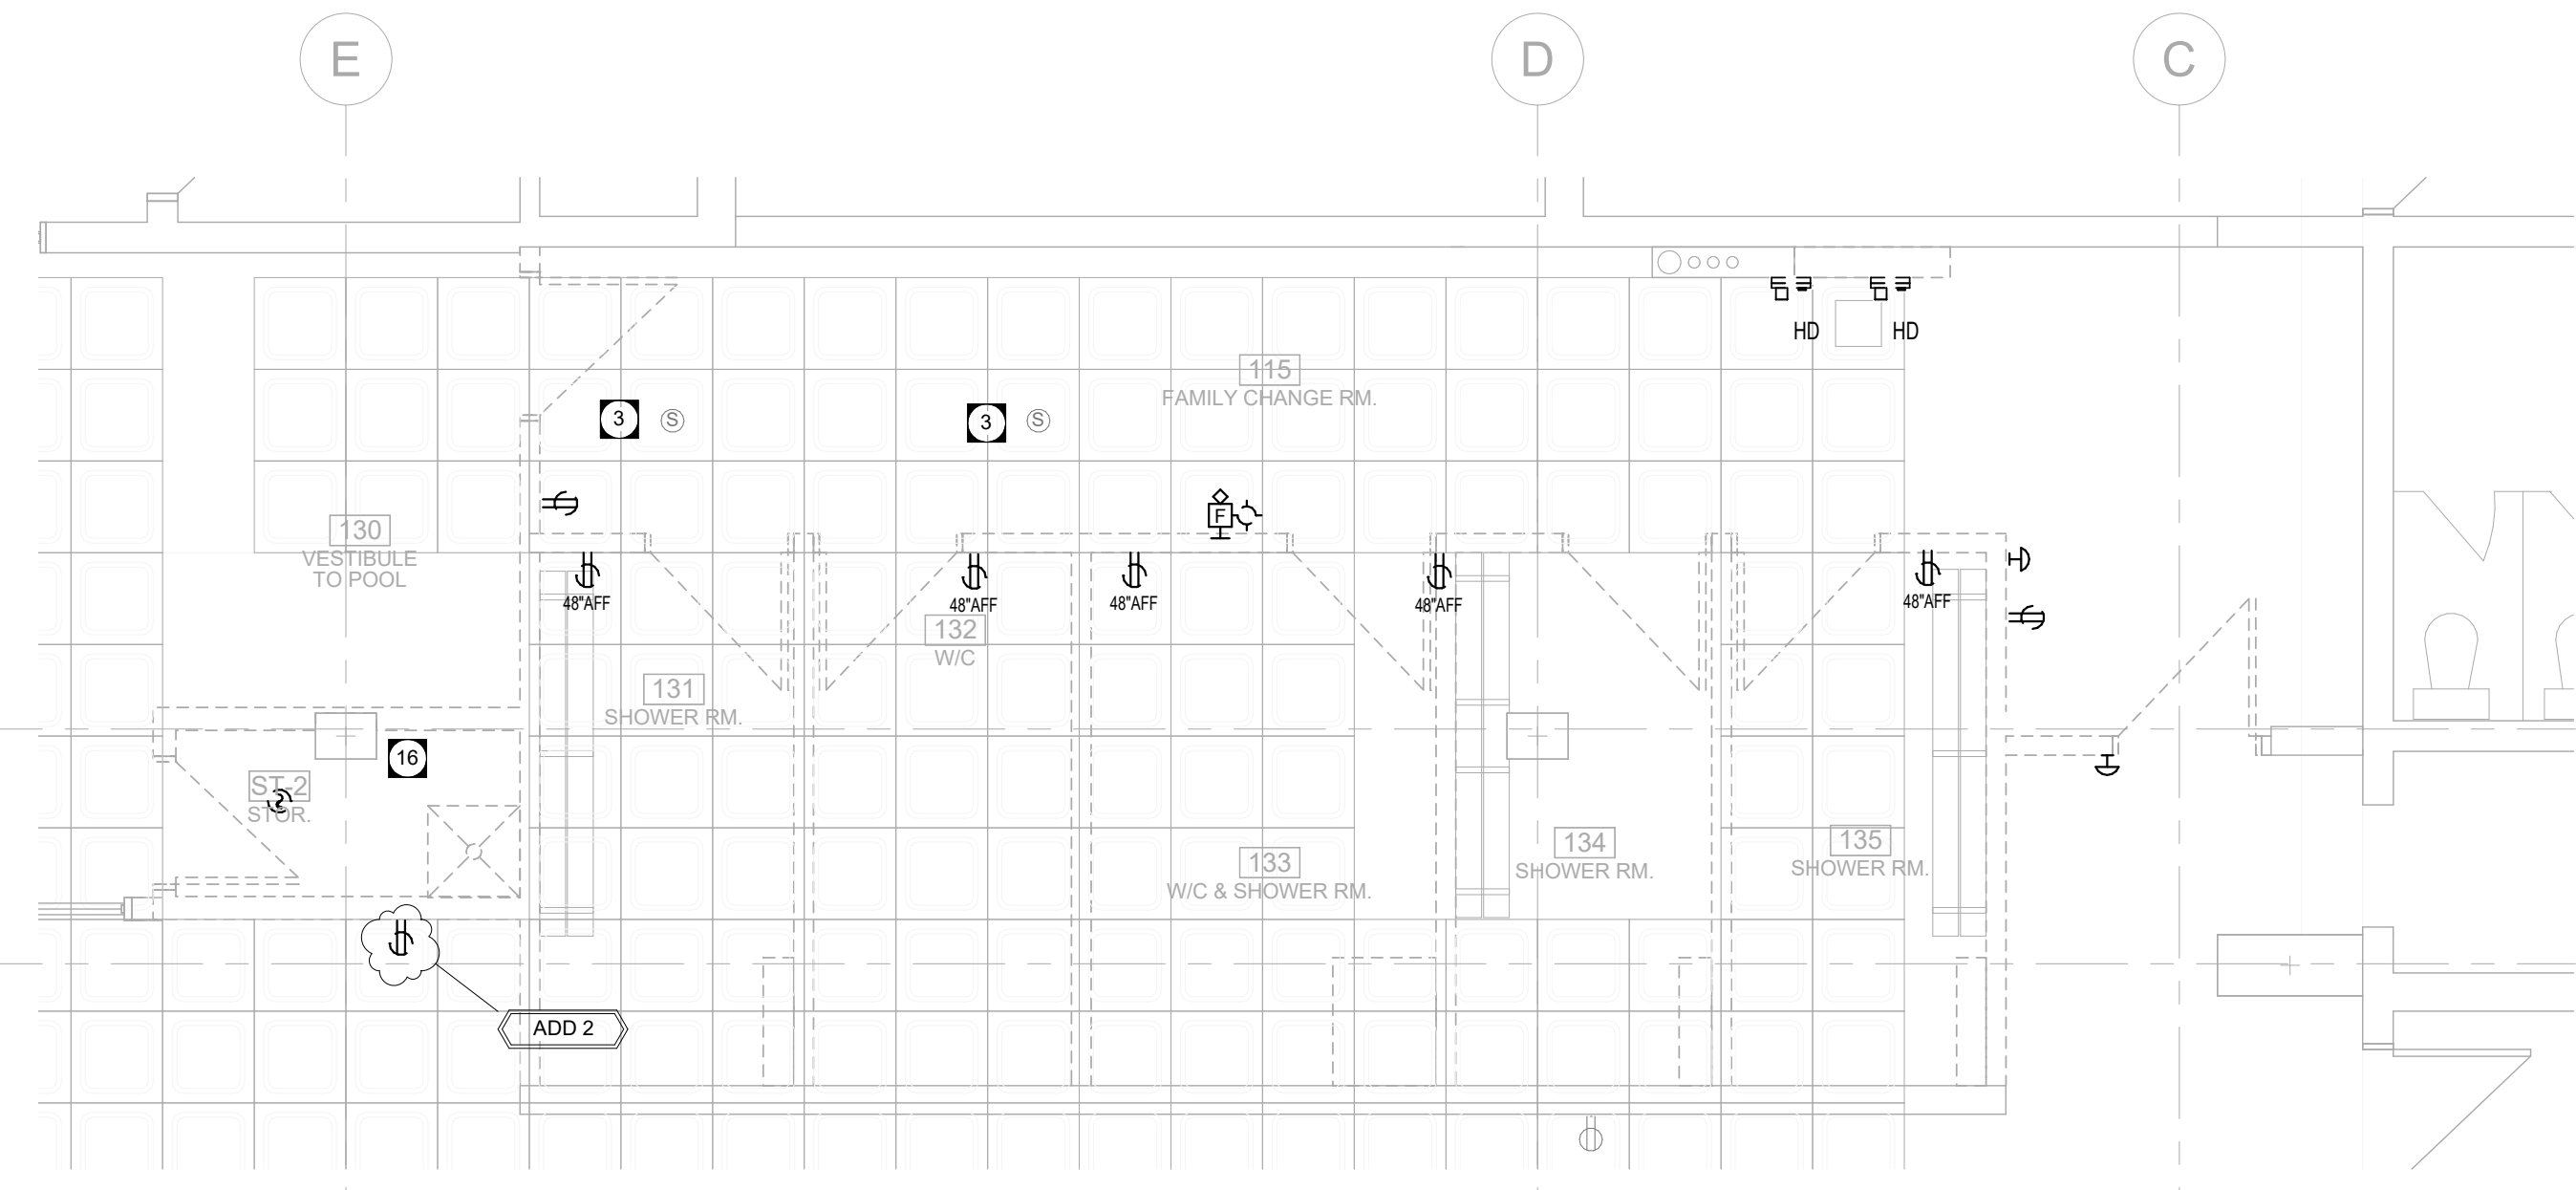 E
D
C
HD
HD
115
FAMILY CHANGE RM.
3
S
3
S
F
130
VESTIBULE
TO POOL
48"AFF
48"AFF
48"AFF
48"AFF
48"AFF
132
W/C
131
SHOWER RM.
16
ST-2
STOR.
133
W/C & SHOWER RM.
134
SHOWER RM.
135
SHOWER RM.
ADD 2